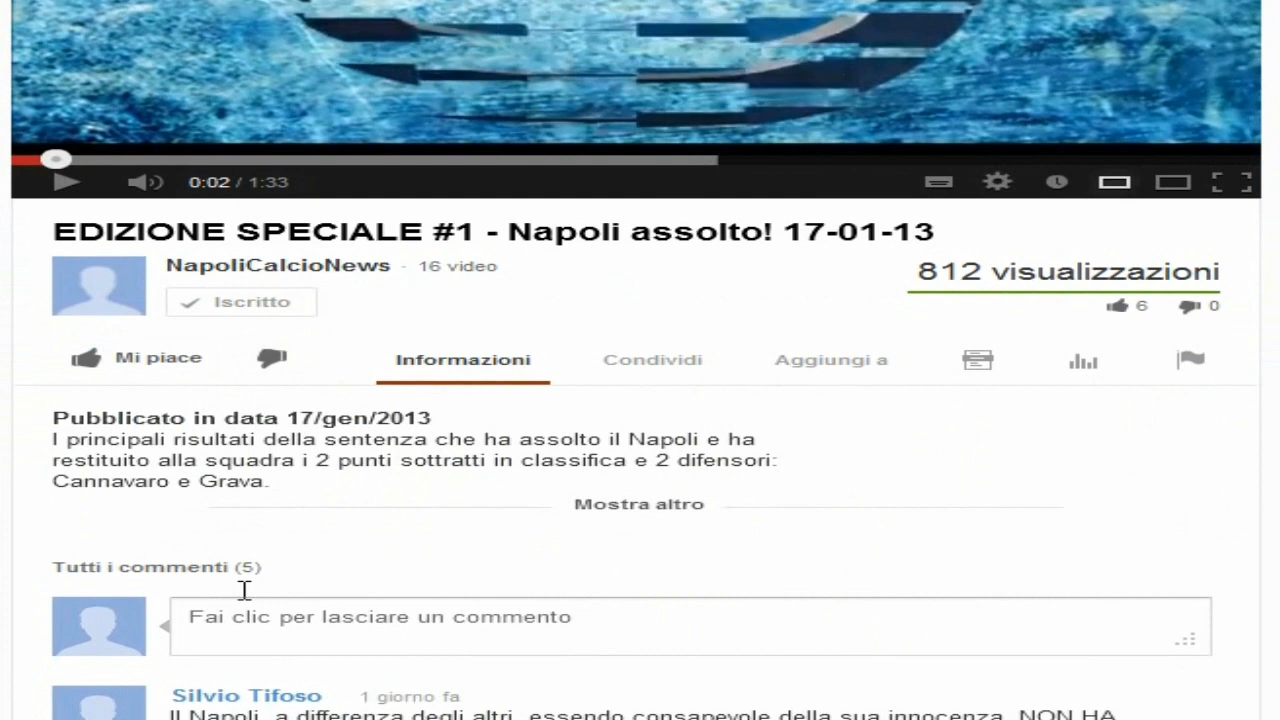 0:02 / 1:33
EDIZIONE SPECIALE #1 - Napoli assolto! 17-01-13
NapoliCalcioNews - 16 video
812 visualizzazioni
Iscritto
6 0
Mi piace
Informazioni Condividi Aggiungi a
Pubblicato in data 17/gen/2013
I principali risultati della sentenza che ha assolto il Napoli e ha
restituito alla squadra i 2 punti sottratti in classifica e 2 difensori:
Cannavaro e Grava.
Mostra altro
Tutti i commenti (5)
Fai clic per lasciare un commento
Silvio Tifoso 1 giorno fa
Il Napoli, a differenza degli altri, essendo consapevole della sua innocenza, NON HA